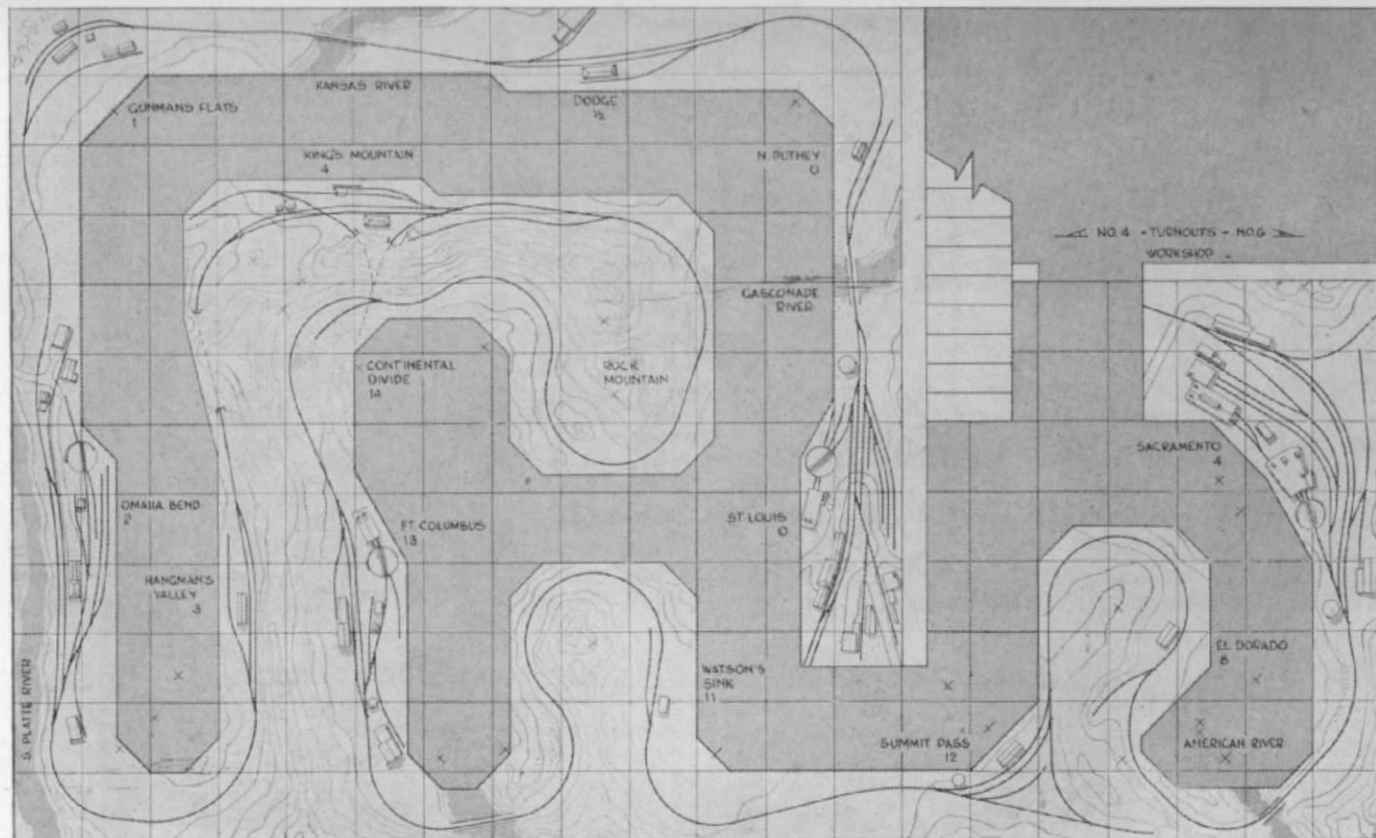 GUNMANS FLATS
1
KANSAS RIVER
DODGE
½
KING'S MOUNTAIN
4
N. PUTHEY
0
NO. 4 - TURNOUTS - NO. 6
WORKSHOP
GASCONADE
RIVER
CONTINENTAL
DIVIDE
14
ROCK
MOUNTAIN
SACRAMENTO
4
OMAHA BEND
2
FT. COLUMBUS
13
ST. LOUIS
0
HANGMAN'S
VALLEY
3
EL DORADO
8
WATSON'S
SINK
11
S. PLATTE RIVER
SUMMIT PASS
12
AMERICAN RIVER